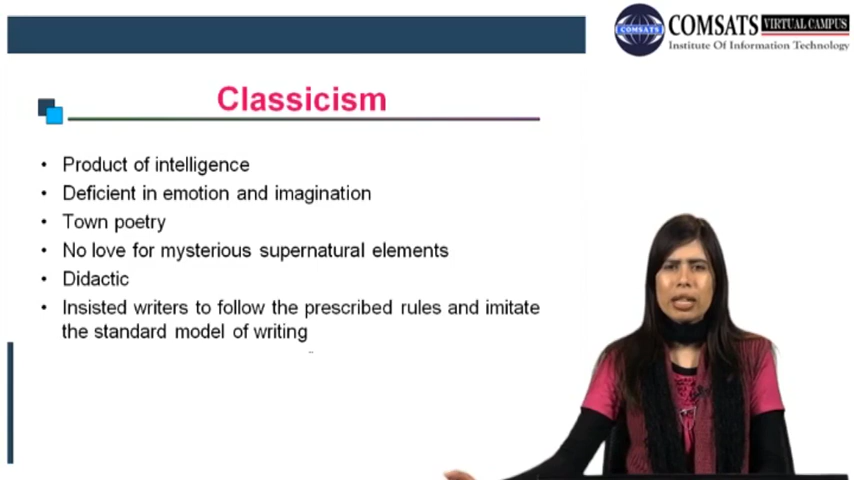 COMSATS
COMSATS VIRTUAL CAMPUS
Institute Of Information Technology
Classicism
• Product of intelligence
• Deficient in emotion and imagination
• Town poetry
• No love for mysterious supernatural elements
• Didactic
• Insisted writers to follow the prescribed rules and imitate
the standard model of writing